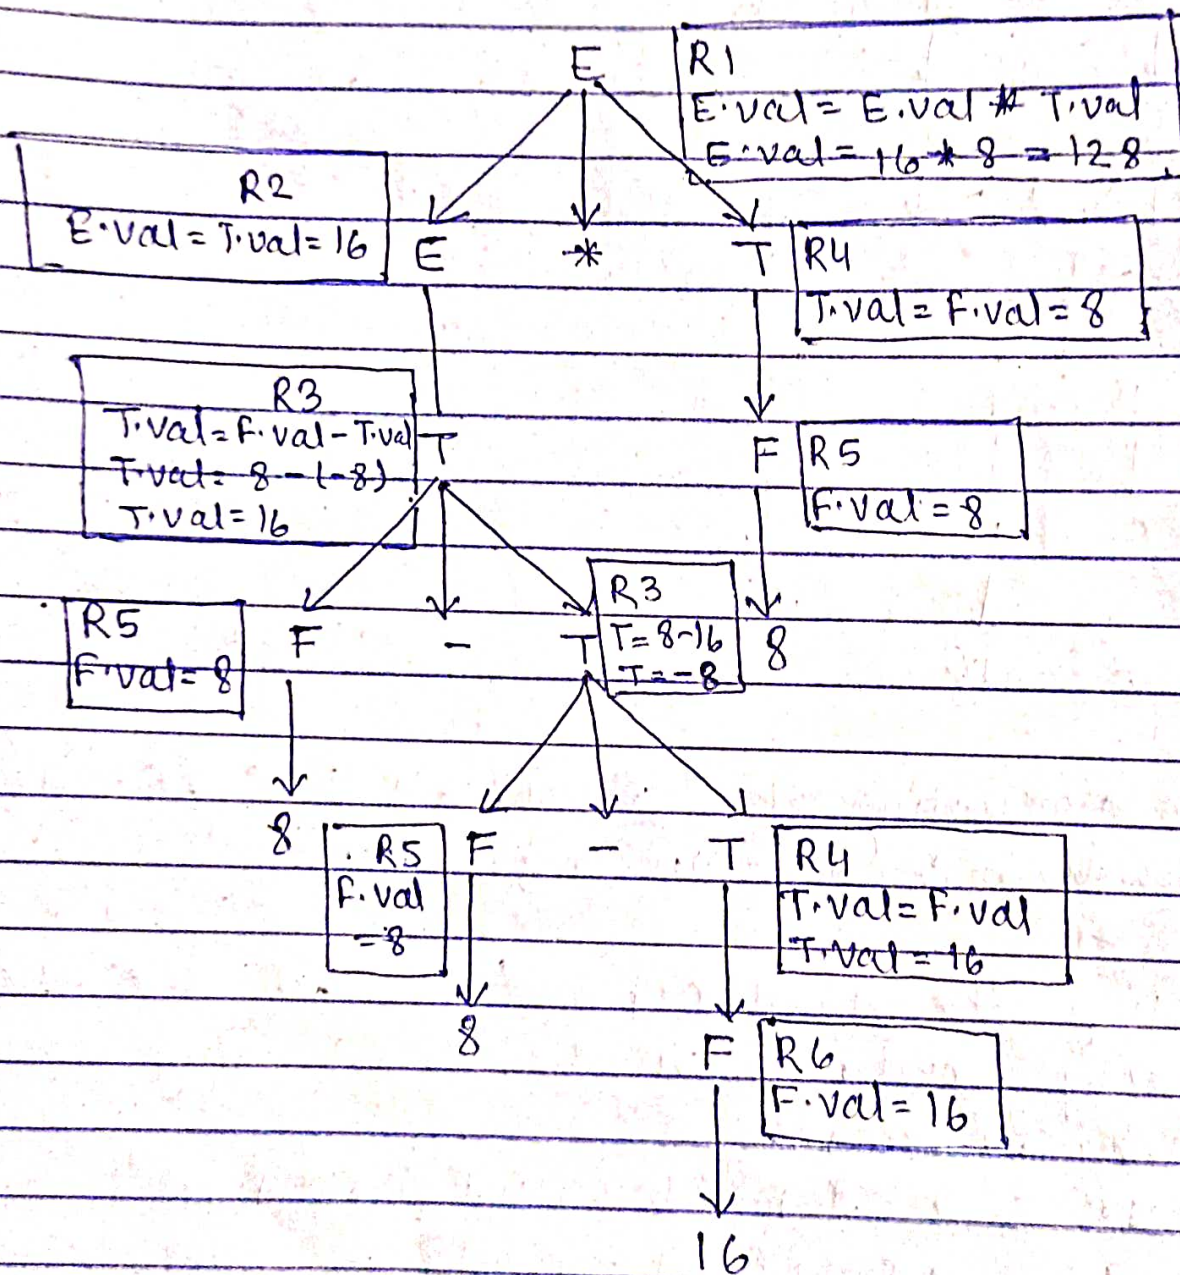 E
R1
E.val = E.val * T.val
E.val = 16 * 8 = 128
R2
E.val = T.val = 16
E * T
R4
T.val = F.val = 8
R3
T.val = F.val - T.val
T.val = 8 - (-8)
T.val = 16
T
F
R5
F.val = 8
R5
F.val = 8
F - T
R3
T = 8-16
T = -8
8
8
R5
F.val
= 8
F - T
R4
T.val = F.val
T.val = 16
8
F
R6
F.val = 16
16